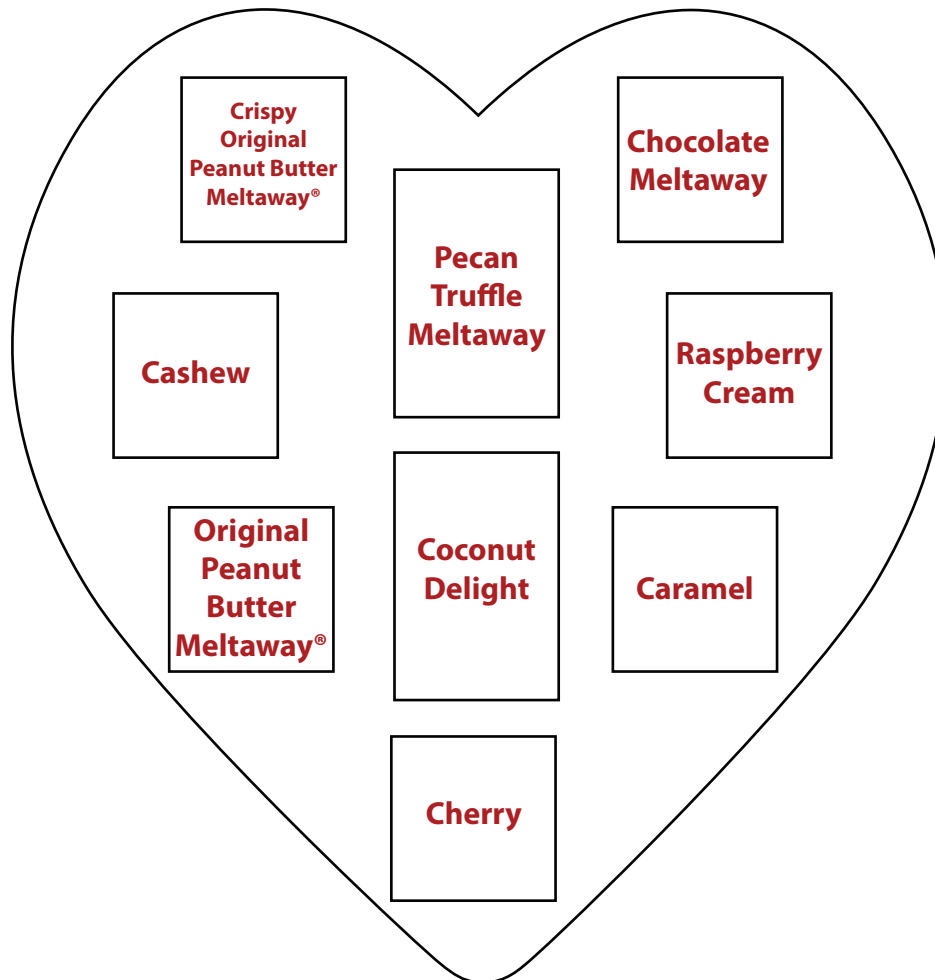 Crispy
Original
Peanut Butter
Meltaway®
Chocolate
Meltaway
Pecan
Truffle
Meltaway
Cashew
Raspberry
Cream
Original
Peanut
Butter
Meltaway®
Coconut
Delight
Caramel
Cherry